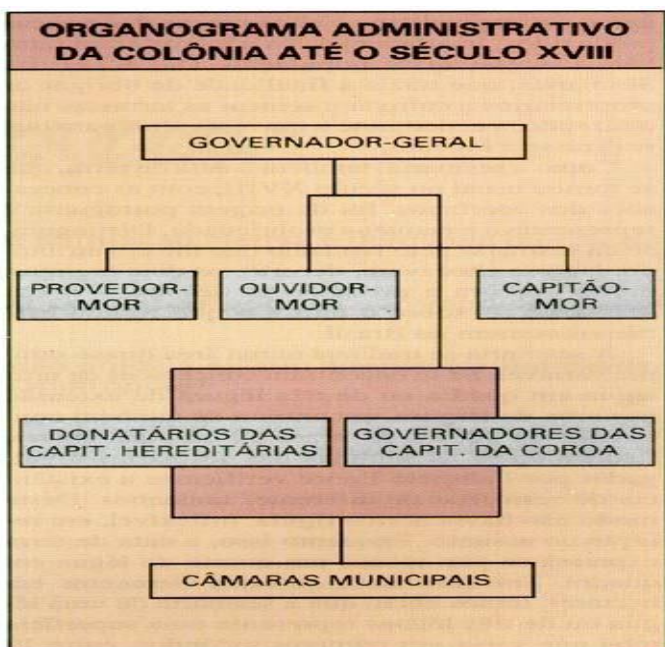 ORGANOGRAMA ADMINISTRATIVO
DA COLÔNIA ATÉ O SÉCULO XVIII
GOVERNADOR-GERAL
PROVEDOR-
MOR
OUVIDOR-
MOR
CAPITÃO-
MOR
DONATÁRIOS DAS
CAPIT. HEREDITÁRIAS
GOVERNADORES DAS
CAPIT. DA COROA
CÂMARAS MUNICIPAIS